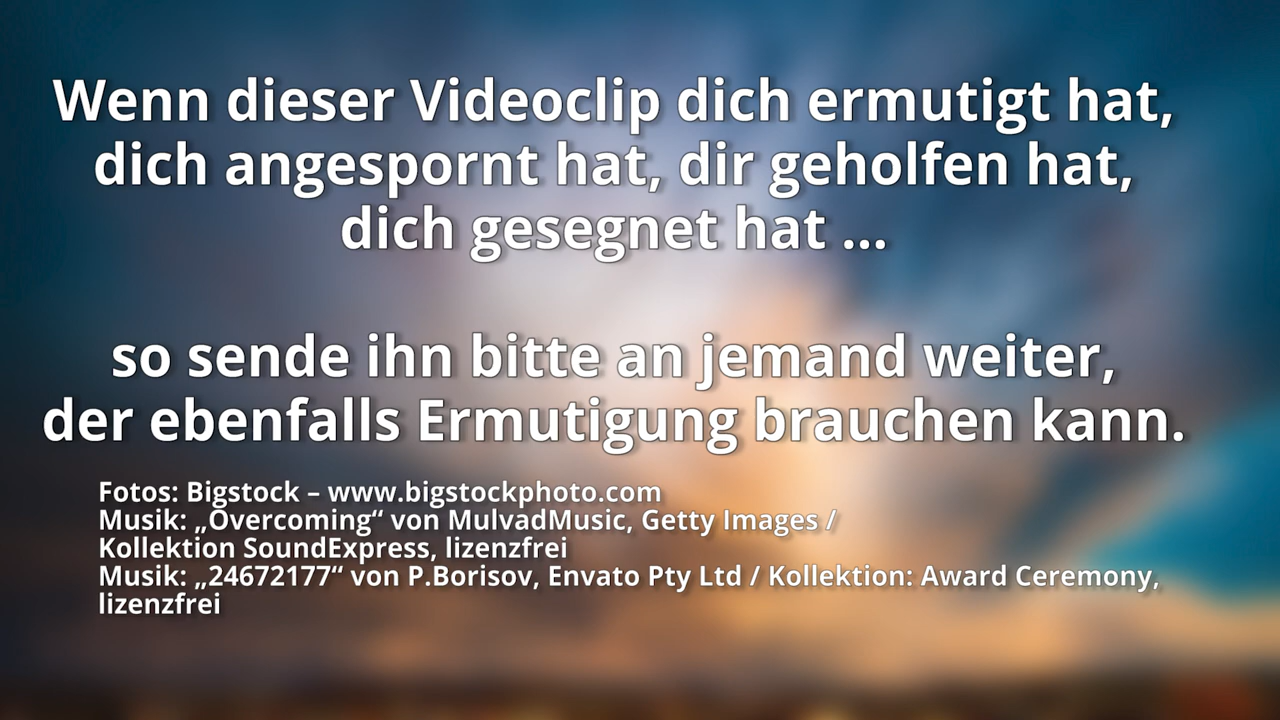 Wenn dieser Videoclip dich ermutigt hat,
dich angespornt hat, dir geholfen hat,
dich gesegnet hat ...
so sende ihn bitte an jemand weiter,
der ebenfalls Ermutigung brauchen kann.
Fotos: Bigstock – www.bigstockphoto.com
Musik: „Overcoming“ von MulvadMusic, Getty Images /
Kollektion SoundExpress, lizenzfrei
Musik: „24672177“ von P.Borisov, Envato Pty Ltd / Kollektion: Award Ceremony,
lizenzfrei